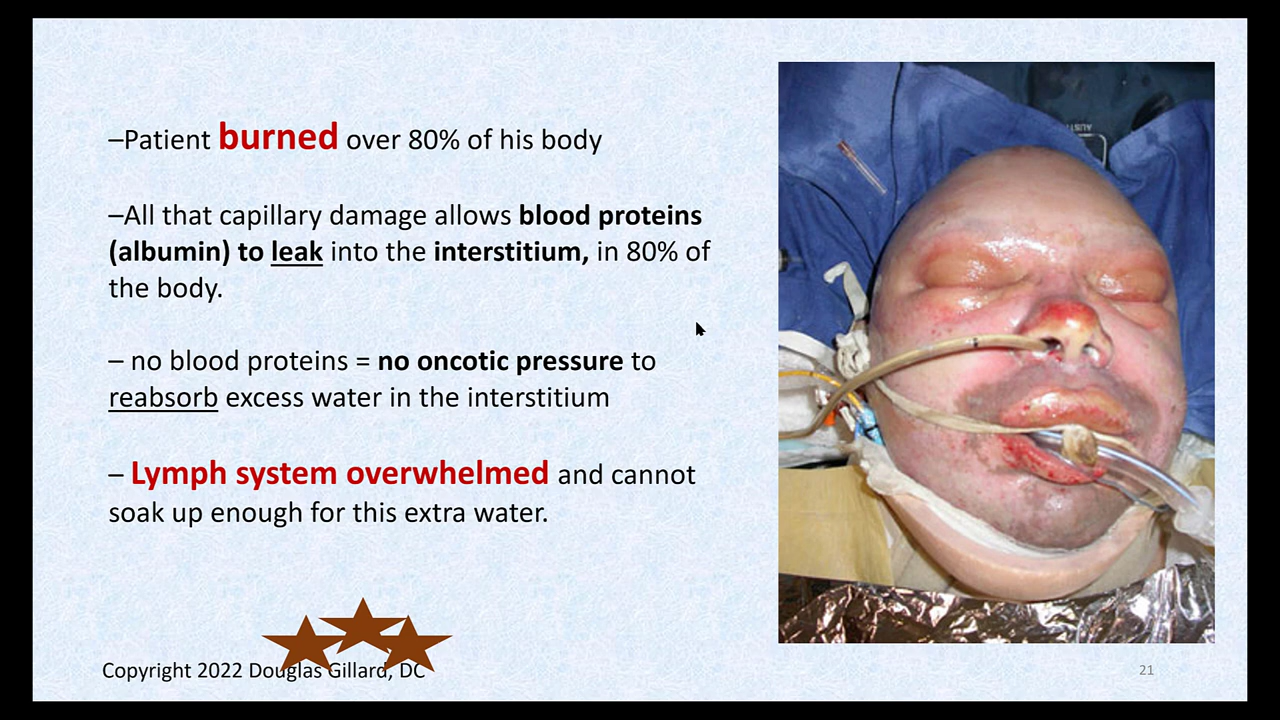 –Patient burned over 80% of his body
–All that capillary damage allows blood proteins
(albumin) to leak into the interstitium, in 80% of
the body.
– no blood proteins = no oncotic pressure to
reabsorb excess water in the interstitium
– Lymph system overwhelmed and cannot
soak up enough for this extra water.
Copyright 2022 Douglas Gillard, DC
21